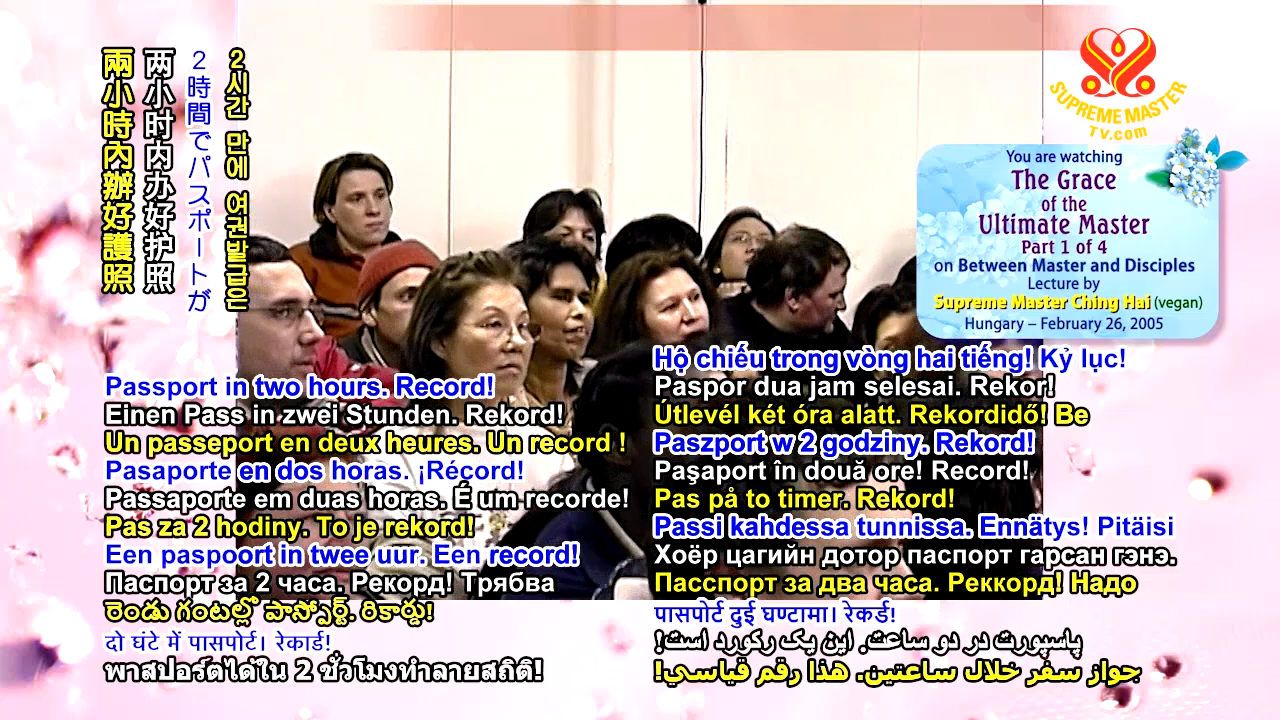 兩小時內辦好護照
两小时内办好护照
2時間でパスポートが
2시간 만에 여권발급은
SUPREME MASTER
TV.com
You are watching
The Grace
of the
Ultimate Master
Part 1 of 4
on Between Master and Disciples
Lecture by
Supreme Master Ching Hai (vegan)
Hungary – February 26, 2005
Passport in two hours. Record!
Einen Pass in zwei Stunden. Rekord!
Un passeport en deux heures. Un record !
Pasaporte en dos horas. ¡Récord!
Passaporte em duas horas. É um recorde!
Pas za 2 hodiny. To je rekord!
Een paspoort in twee uur. Een record!
Паспорт за 2 часа. Рекорд! Трябва
రెండు గంటల్లో పాస్పోర్ట్. రికార్డు!
दो घंटे में पासपोर्ट। रेकार्ड!
พาสปอร์ตได้ใน 2 ชั่วโมงทำลายสถิติ!
Hộ chiếu trong vòng hai tiếng! Kỷ lục!
Paspor dua jam selesai. Rekor!
Útlevél két óra alatt. Rekordidő! Be
Paszport w 2 godziny. Rekord!
Paşaport în două ore! Record!
Pas på to timer. Rekord!
Passi kahdessa tunnissa. Ennätys! Pitäisi
Хоёр цагийн дотор паспорт гарсан гэнэ.
Пасспорт за два часа. Реккорд! Надо
पासपोर्ट दुई घण्टामा। रेकर्ड!
پاسپورت در دو ساعت. این یک رکورد است!
جواز سفر خلال ساعتين. هذا رقم قياسي!